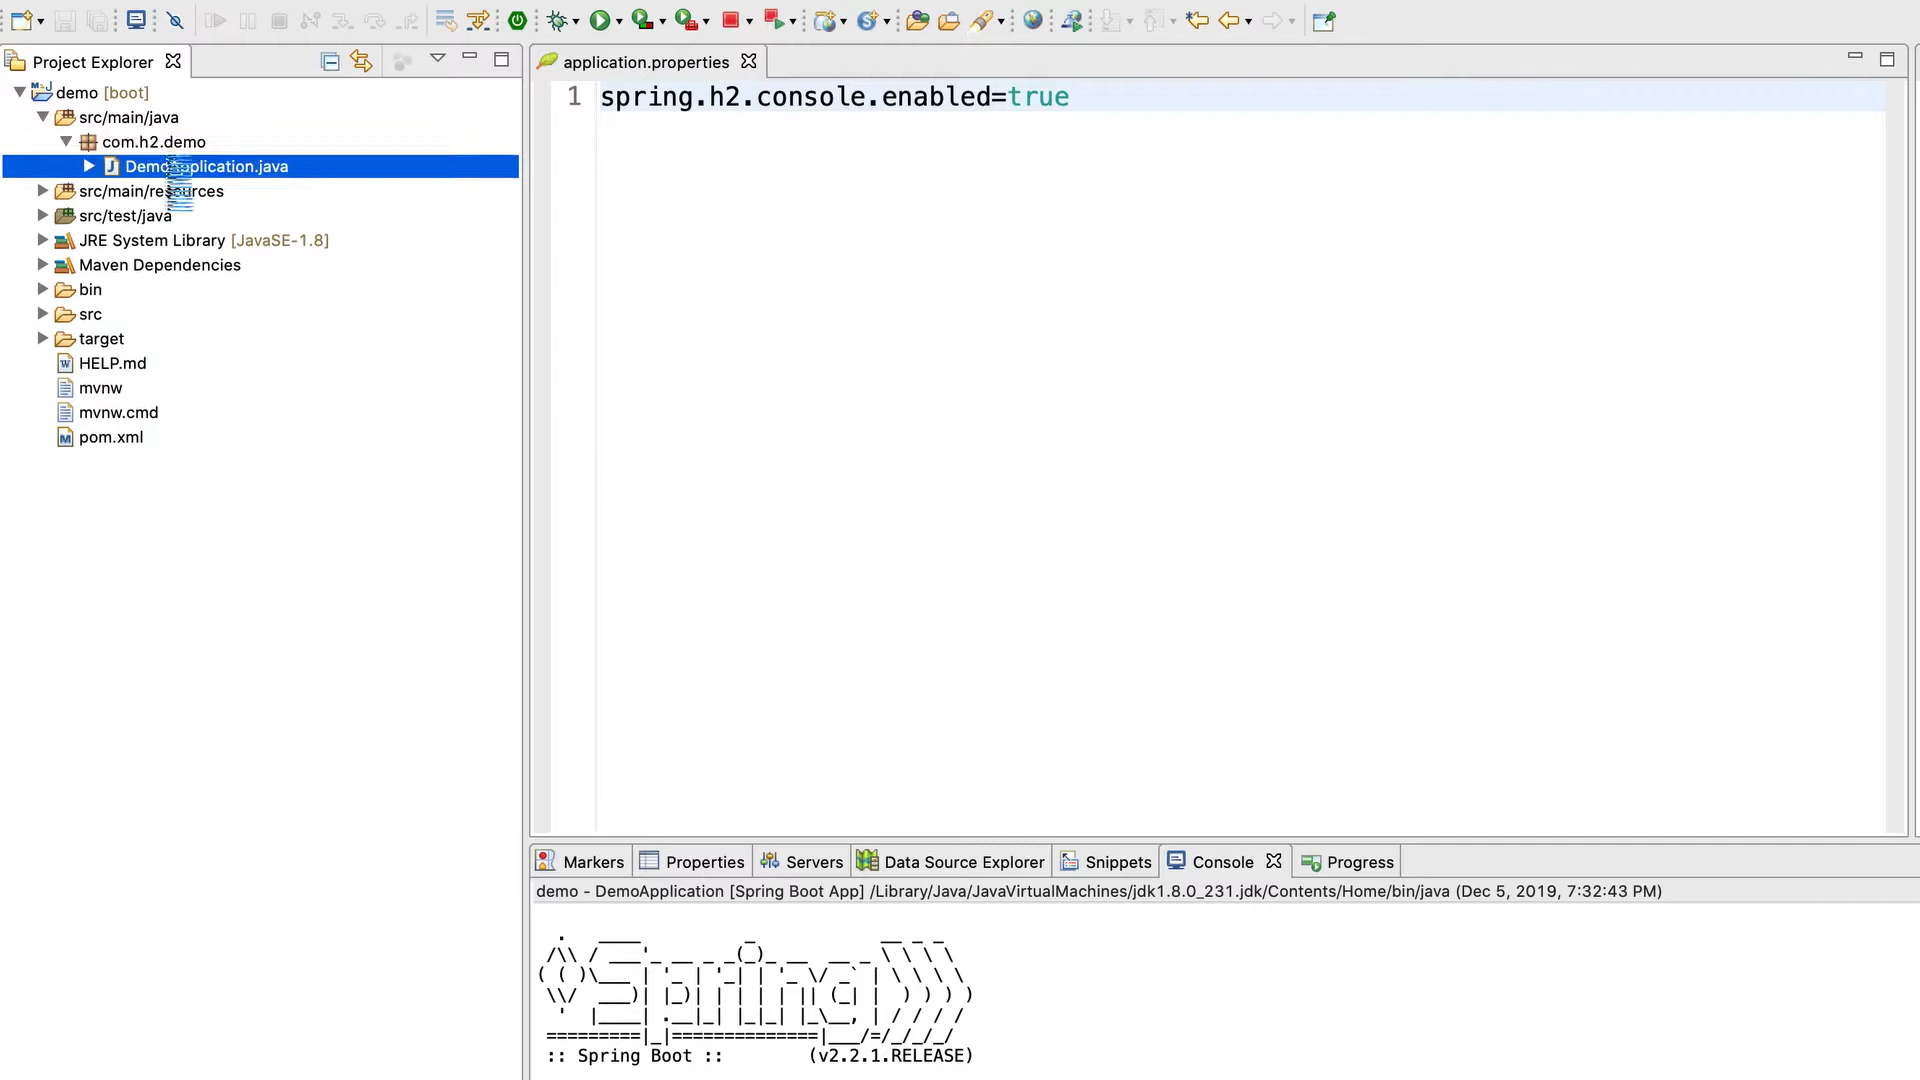 Project Explorer
demo [boot]
src/main/java
com.h2.demo
DemoApplication.java
src/main/resources
src/test/java
JRE System Library [JavaSE-1.8]
Maven Dependencies
bin
src
target
HELP.md
mvnw
mvnw.cmd
pom.xml
application.properties
1 spring.h2.console.enabled=true
Markers Properties Servers Data Source Explorer Snippets Console Progress
demo - DemoApplication [Spring Boot App] /Library/Java/JavaVirtualMachines/jdk1.8.0_231.jdk/Contents/Home/bin/java (Dec 5, 2019, 7:32:43 PM)
Spring
:: Spring Boot :: (v2.2.1.RELEASE)